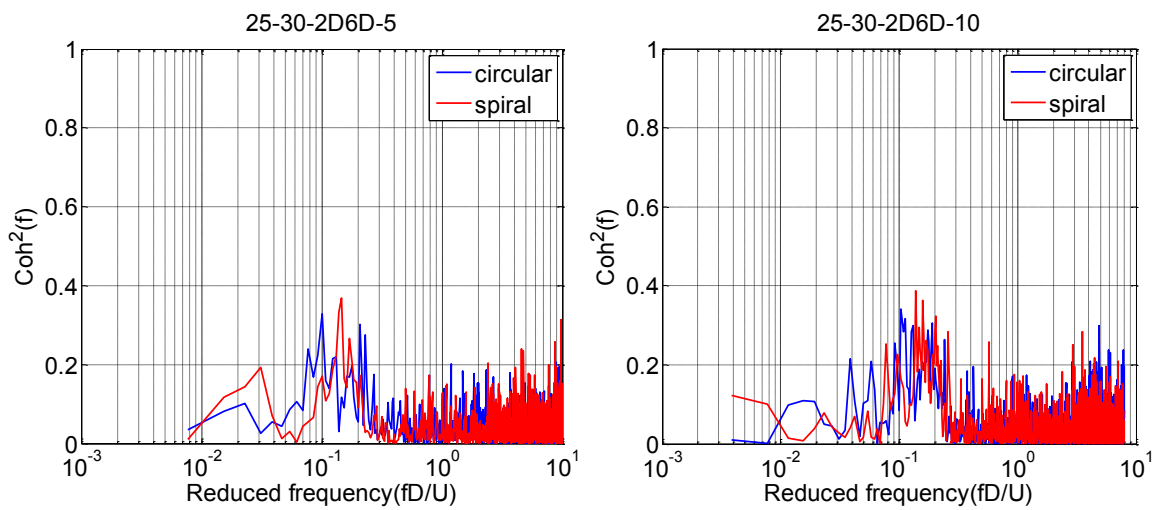 25-30-2D6D-5
Coh²(f)
1
0.8
0.6
0.4
0.2
0
circular
spiral
10⁻³ 10⁻² 10⁻¹ 10⁰ 10¹
Reduced frequency(fD/U)
25-30-2D6D-10
Coh²(f)
1
0.8
0.6
0.4
0.2
0
circular
spiral
10⁻³ 10⁻² 10⁻¹ 10⁰ 10¹
Reduced frequency(fD/U)